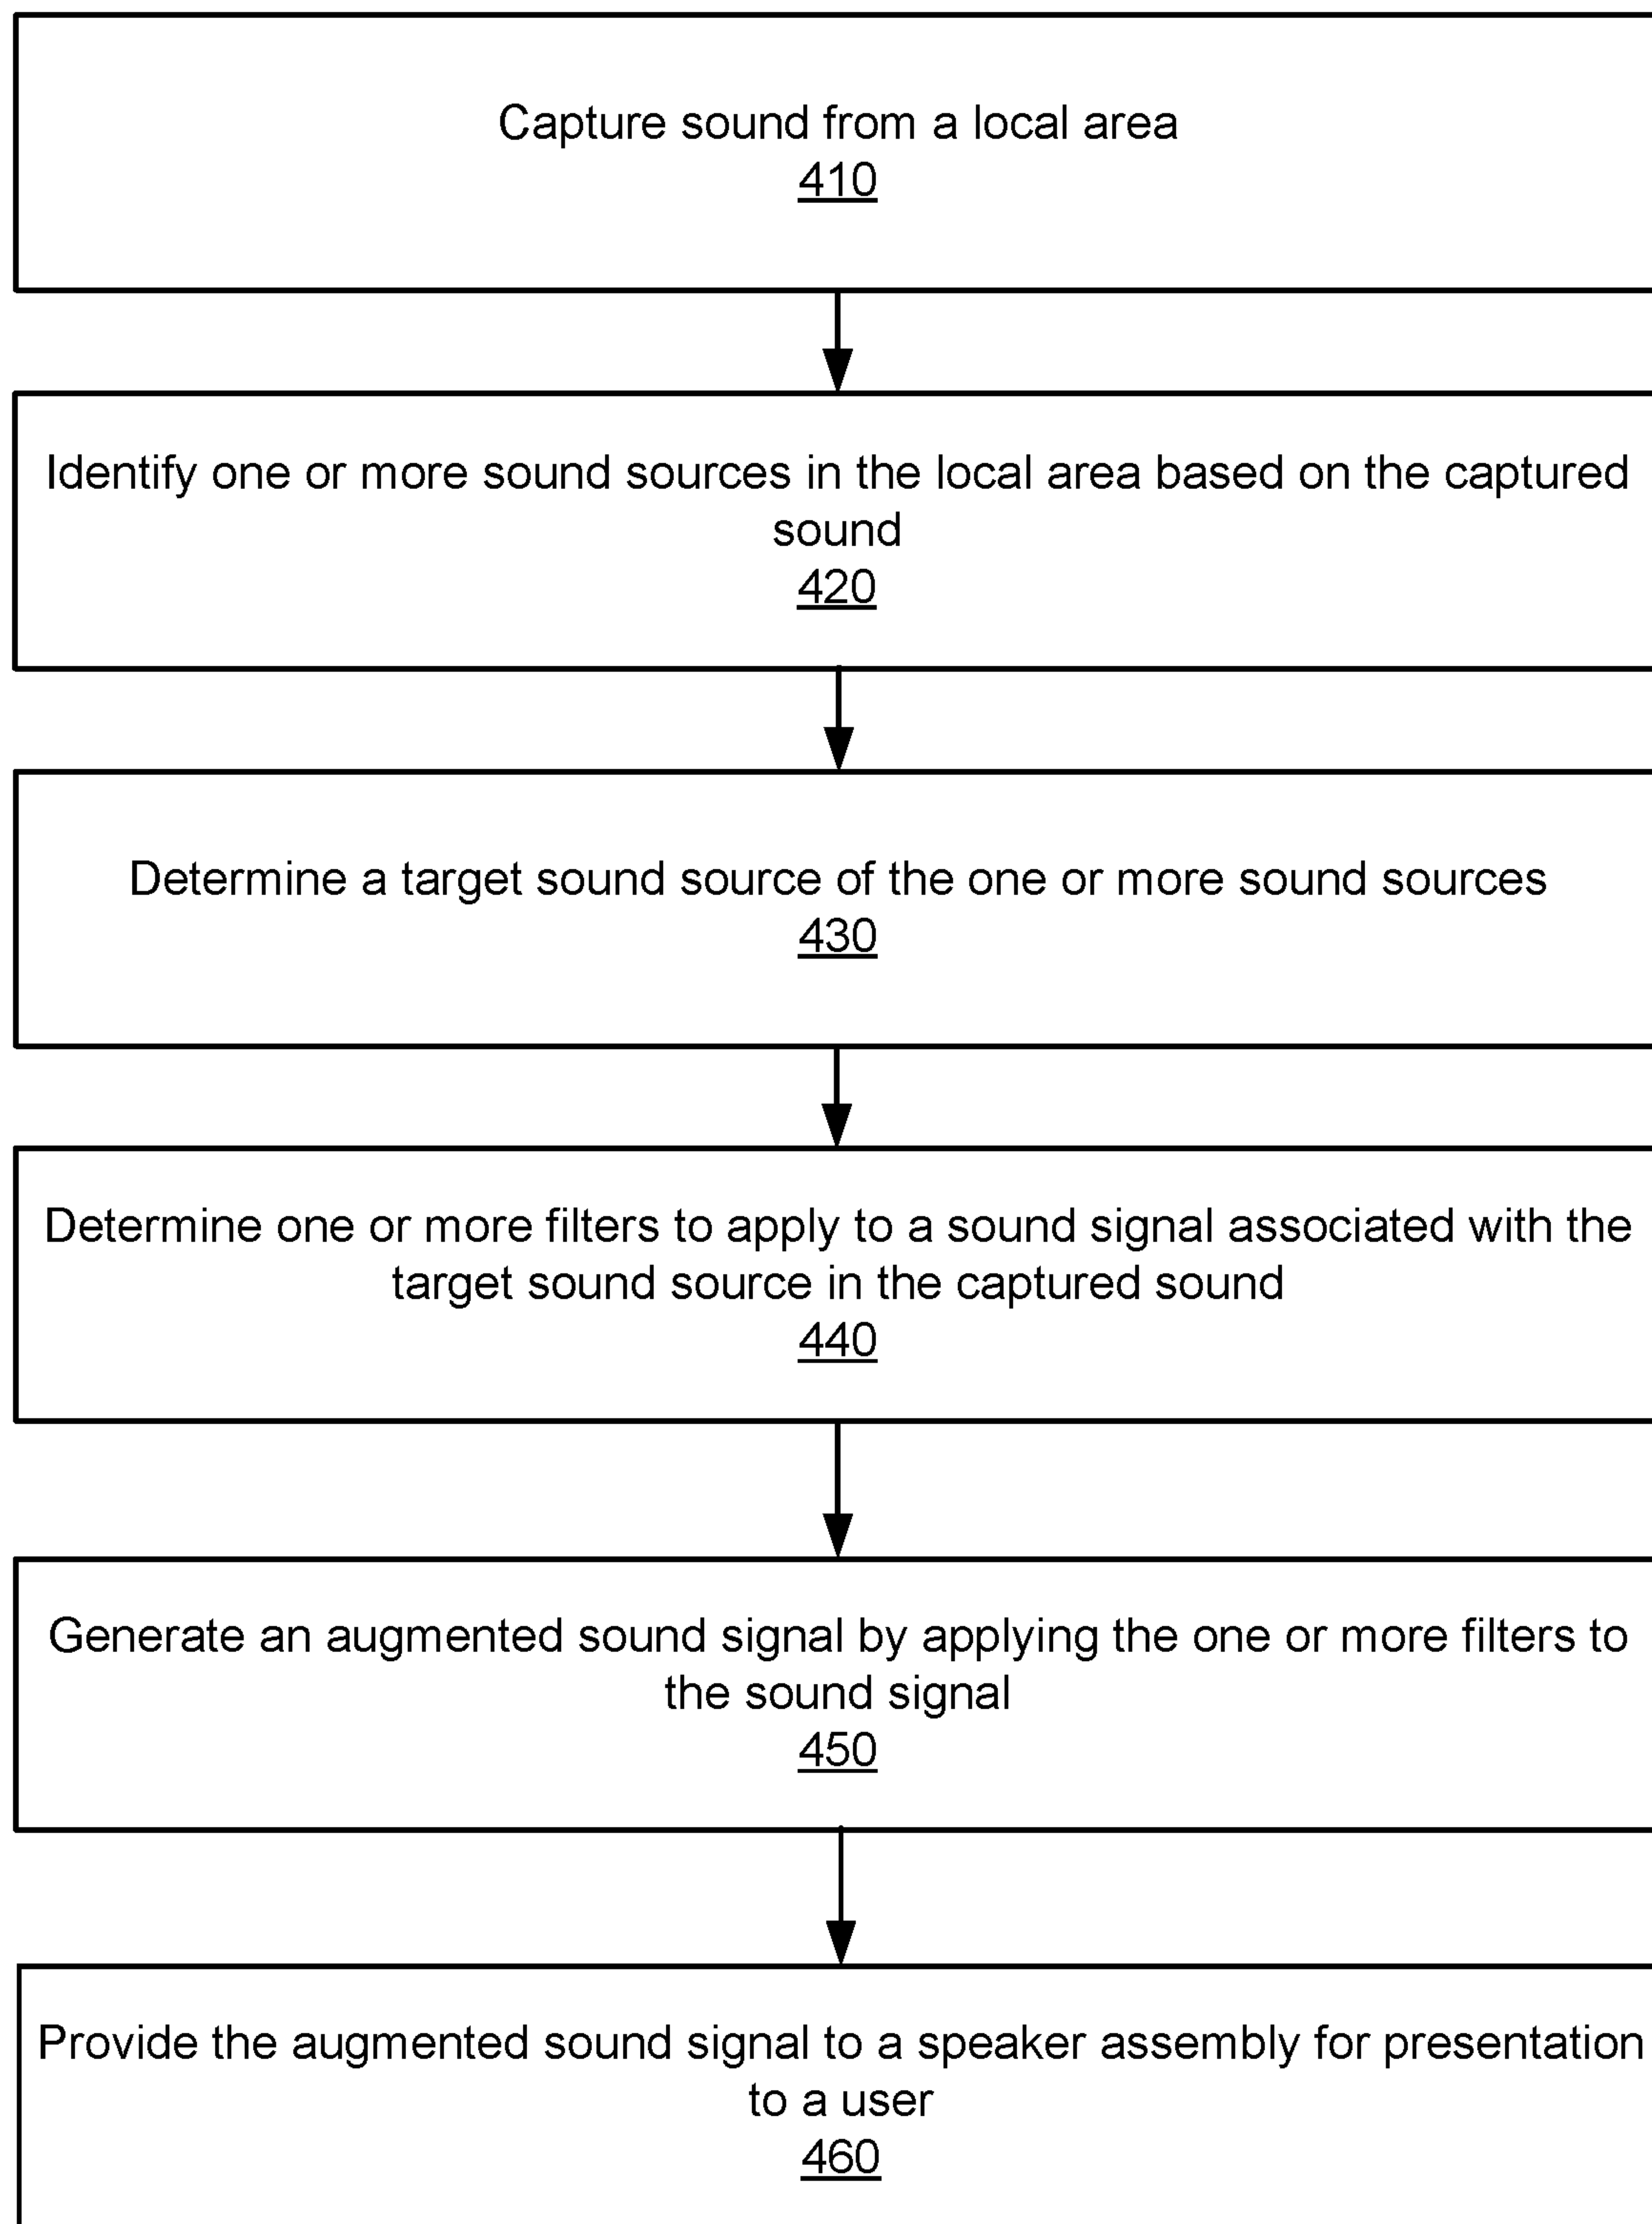 Capture sound from a local area
410
Identify one or more sound sources in the local area based on the captured
sound
420
Determine a target sound source of the one or more sound sources
430
Determine one or more filters to apply to a sound signal associated with the
target sound source in the captured sound
440
Generate an augmented sound signal by applying the one or more filters to
the sound signal
450
Provide the augmented sound signal to a speaker assembly for presentation
to a user
460